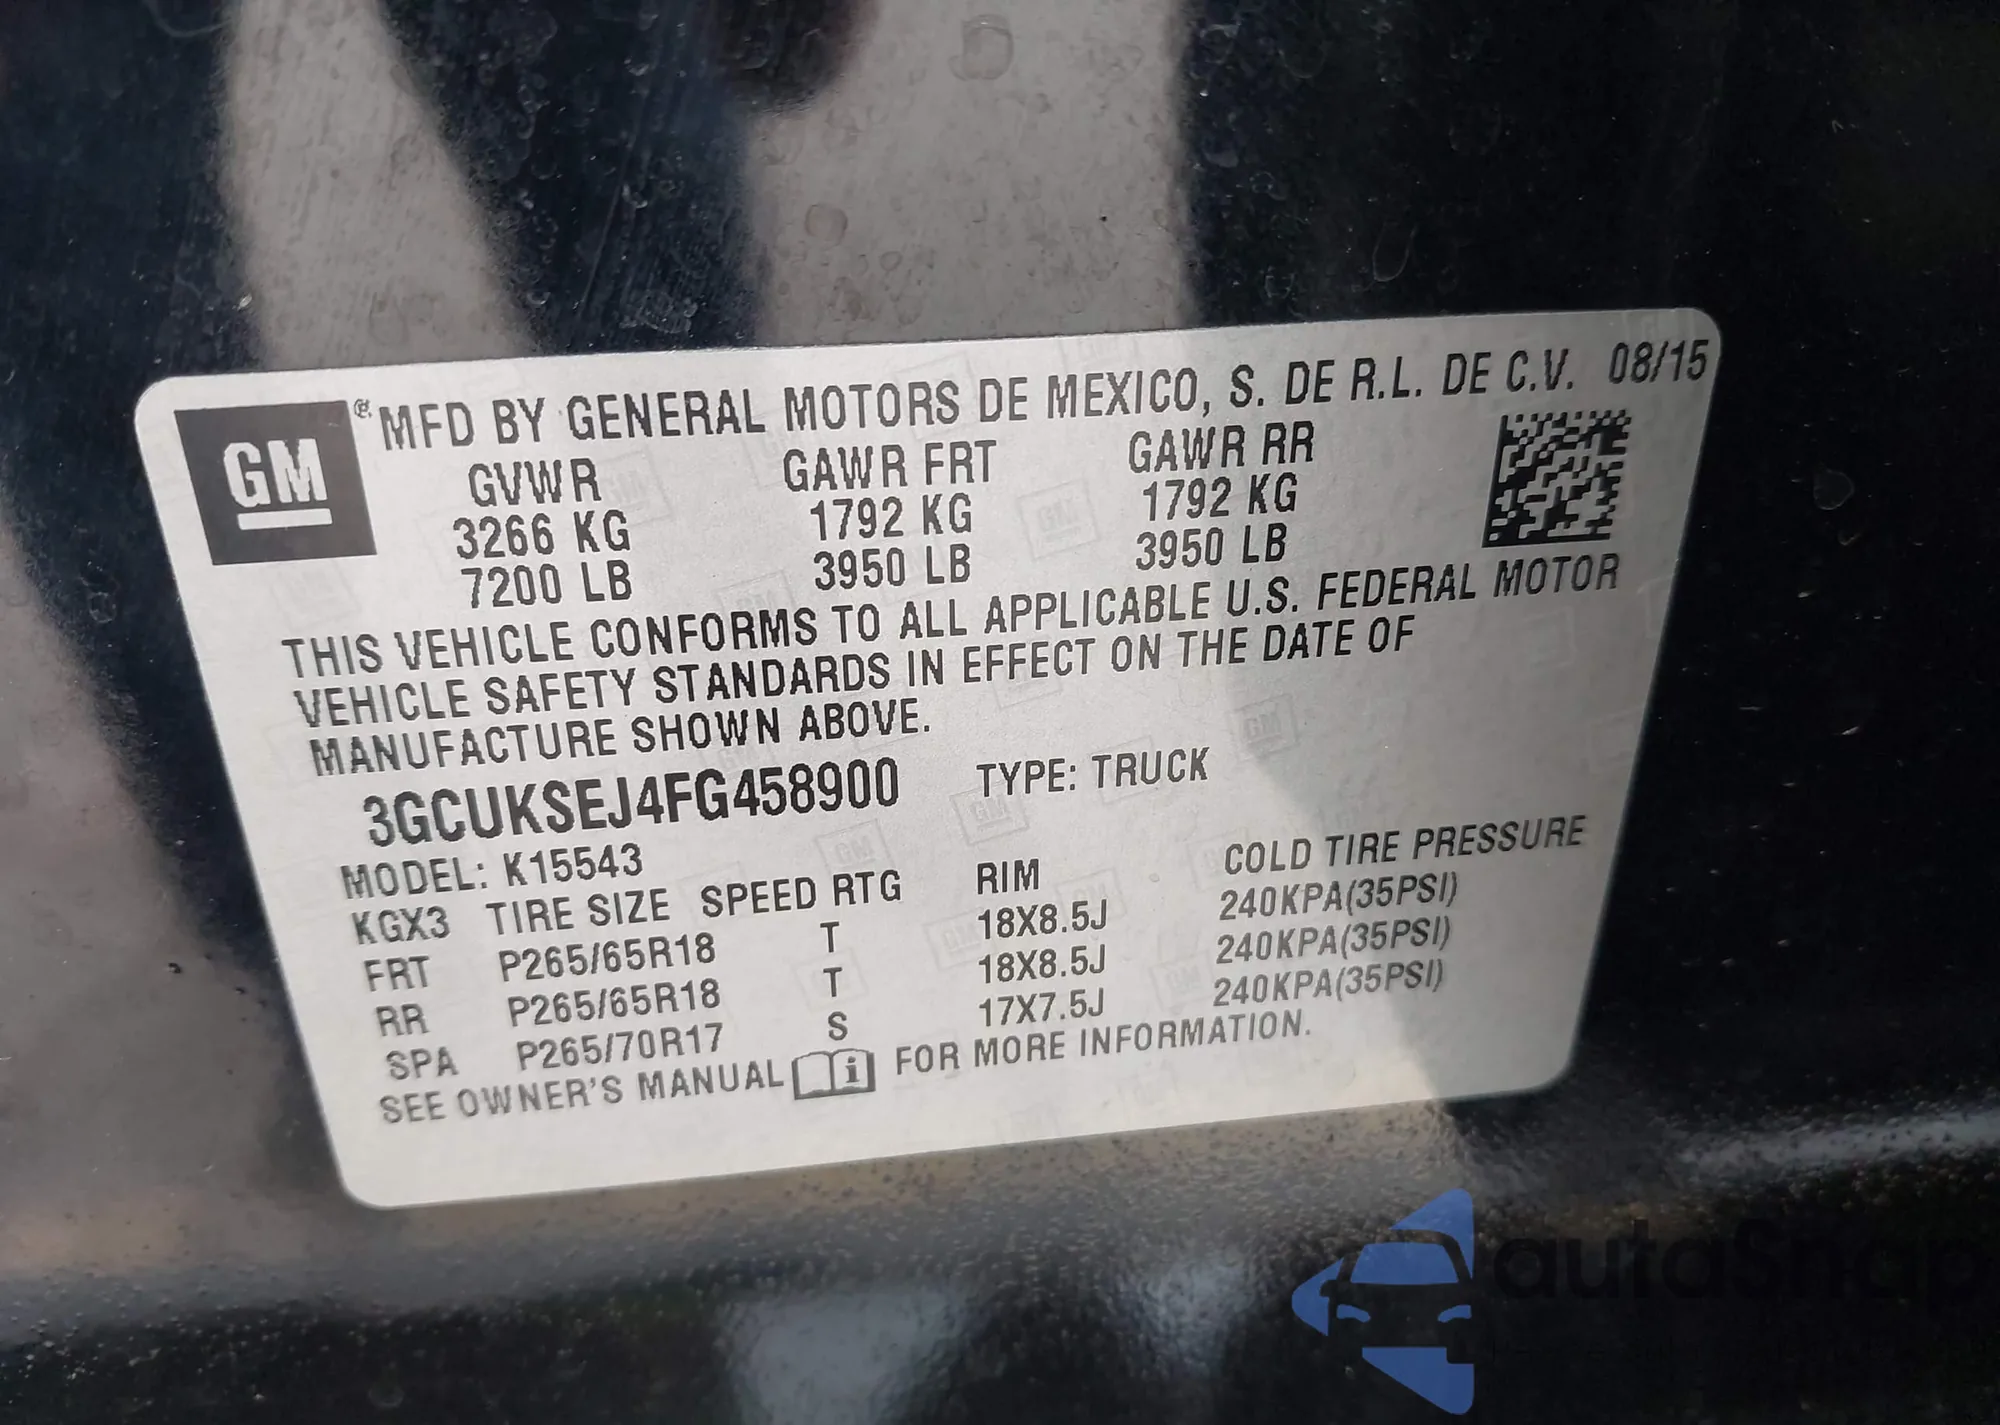 GM
® MFD BY GENERAL MOTORS DE MEXICO, S. DE R.L. DE C.V. 08/15
GVWR GAWR FRT GAWR RR
3266 KG 1792 KG 1792 KG
7200 LB 3950 LB 3950 LB
THIS VEHICLE CONFORMS TO ALL APPLICABLE U.S. FEDERAL MOTOR
VEHICLE SAFETY STANDARDS IN EFFECT ON THE DATE OF
MANUFACTURE SHOWN ABOVE.
3GCUKSEJ4FG458900 TYPE: TRUCK
MODEL: K15543
KGX3 TIRE SIZE SPEED RTG RIM COLD TIRE PRESSURE
FRT P265/65R18 T 18X8.5J 240KPA(35PSI)
RR P265/65R18 T 18X8.5J 240KPA(35PSI)
SPA P265/70R17 S 17X7.5J 240KPA(35PSI)
SEE OWNER'S MANUAL i FOR MORE INFORMATION.
autaSnap